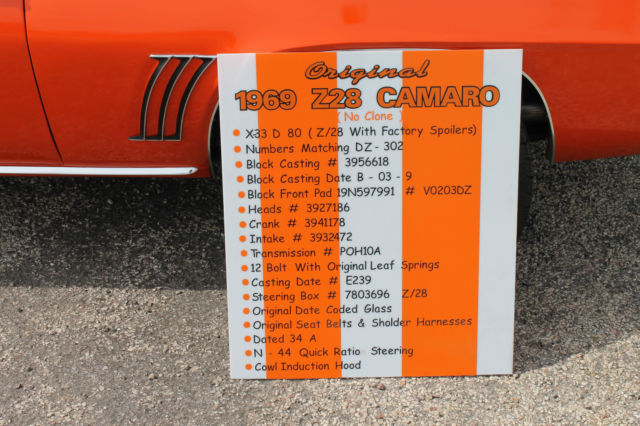 Original
1969 Z28 CAMARO
( No Clone )
X-33 D 80 ( Z/28 With Factory Spoilers)
Numbers Matching DZ - 302
Block Casting # 3956618
Block Casting Date B - 03 - 9
Block Front Pad 19N597991 # V0203DZ
Heads # 3927186
Crank # 3941178
Intake # 3932472
Transmission # POH10A
12 Bolt With Original Leaf Springs
Casting Date # E239
Steering Box # 7803696 Z/28
Original Date Coded Glass
Original Seat Belts & Sholder Harnesses
Dated 34 A
N - 44 Quick Ratio Steering
Cowl Induction Hood